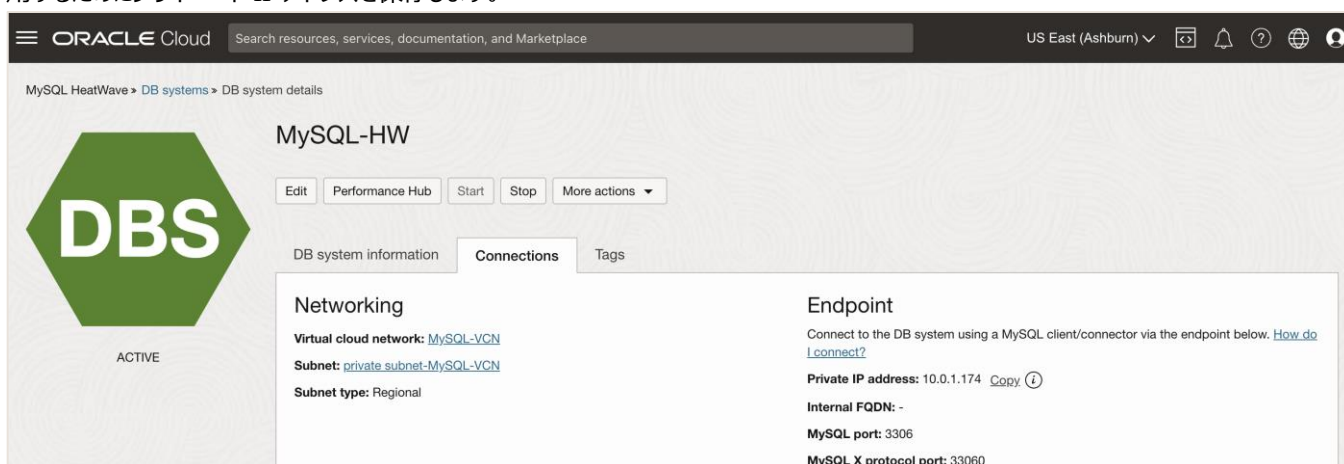 ORACLE Cloud
Search resources, services, documentation, and Marketplace
US East (Ashburn)
MySQL HeatWave » DB systems » DB system details
DBS
ACTIVE
MySQL-HW
Edit
Performance Hub
Start
Stop
More actions
DB system information
Connections
Tags
Networking
Virtual cloud network: MySQL-VCN
Subnet: private subnet-MySQL-VCN
Subnet type: Regional
Endpoint
Connect to the DB system using a MySQL client/connector via the endpoint below. How do
I connect?
Private IP address: 10.0.1.174 Copy
Internal FQDN: -
MySQL port: 3306
MySQL X protocol port: 33060